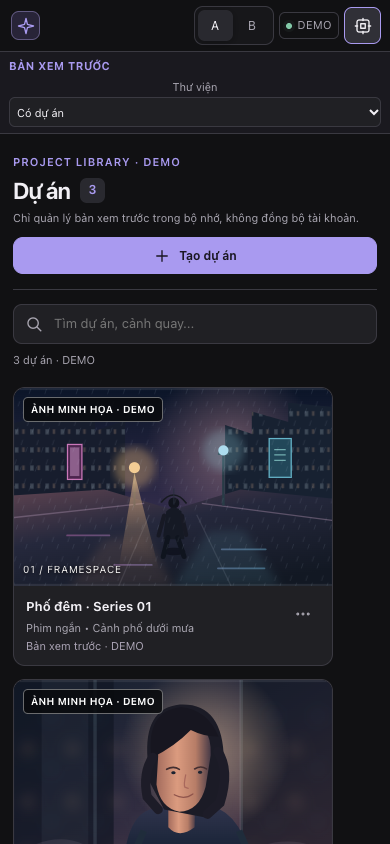 A B DEMO
BẢN XEM TRƯỚC
Thư viện
Có dự án
PROJECT LIBRARY · DEMO
Dự án 3
Chỉ quản lý bản xem trước trong bộ nhớ, không đồng bộ tài khoản.
Tạo dự án
Tìm dự án, cảnh quay...
3 dự án · DEMO
ẢNH MINH HỌA · DEMO
01 / FRAMESPACE
Phố đêm · Series 01
Phim ngắn • Cảnh phố dưới mưa
Bản xem trước · DEMO
ẢNH MINH HỌA · DEMO